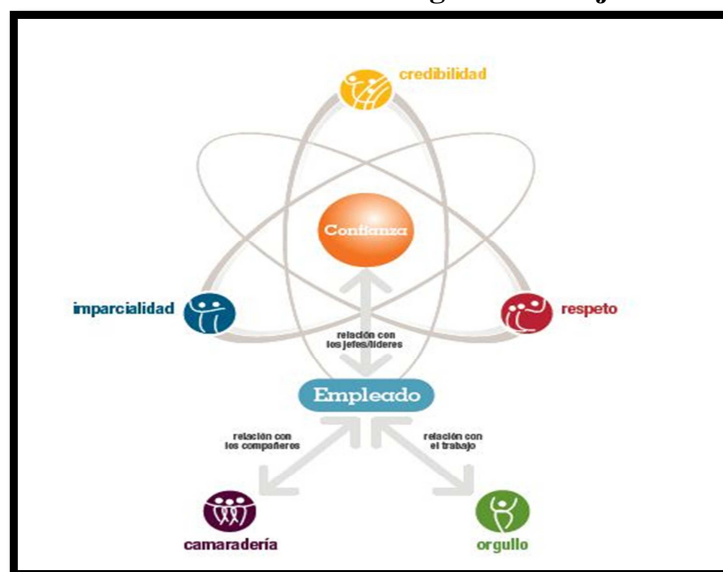 credibilidad
Confianza
imparcialidad
respeto
relación con
los jefes/líderes
Empleado
relación con
los compañeros
relación con
el trabajo
camaradería
orgullo